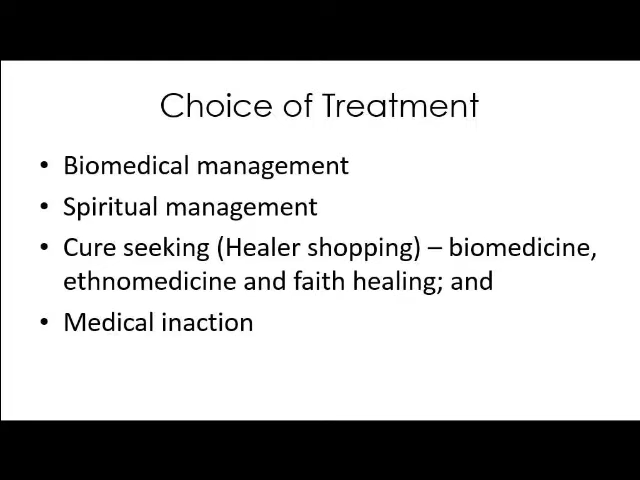 Choice of Treatment
• Biomedical management
• Spiritual management
• Cure seeking (Healer shopping) – biomedicine,
ethnomedicine and faith healing; and
• Medical inaction